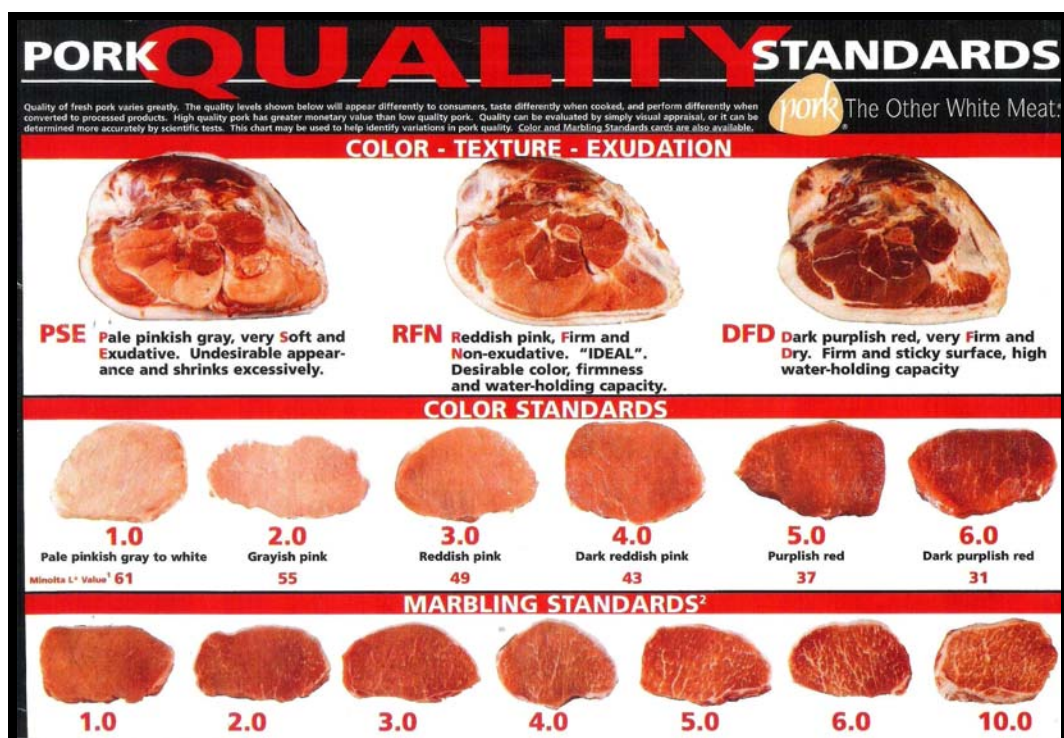 PORK QUALITY STANDARDS
Quality of fresh pork varies greatly. The quality levels shown below will appear differently to consumers, taste differently when cooked, and perform differently when
converted to processed products. High quality pork has greater monetary value than low quality pork. Quality can be evaluated by simply visual appraisal, or it can be
determined more accurately by scientific tests. This chart may be used to help identify variations in pork quality. Color and Marbling Standards cards are also available.
pork The Other White Meat®
®
COLOR - TEXTURE - EXUDATION
PSE Pale pinkish gray, very Soft and
Exudative. Undesirable appear-
ance and shrinks excessively.
RFN Reddish pink, Firm and
Non-exudative. "IDEAL".
Desirable color, firmness
and water-holding capacity.
DFD Dark purplish red, very Firm and
Dry. Firm and sticky surface, high
water-holding capacity
COLOR STANDARDS
1.0 2.0 3.0 4.0 5.0 6.0
Pale pinkish gray to white Grayish pink Reddish pink Dark reddish pink Purplish red Dark purplish red
Minolta L* Value¹ 61 55 49 43 37 31
MARBLING STANDARDS²
1.0 2.0 3.0 4.0 5.0 6.0 10.0